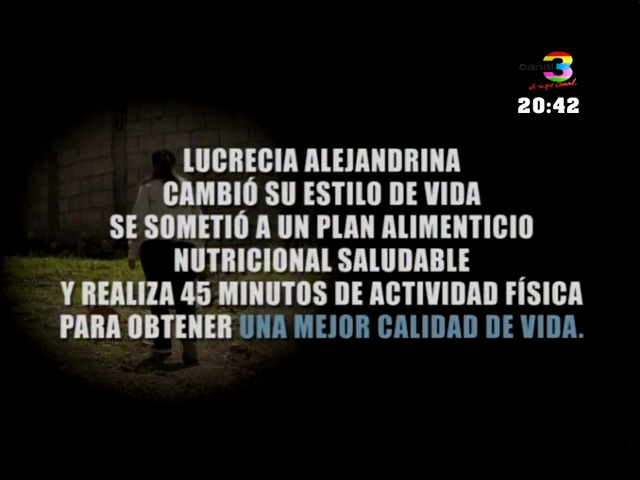 canal 3
el super canal
20:42
LUCRECIA ALEJANDRINA
CAMBIÓ SU ESTILO DE VIDA
SE SOMETIÓ A UN PLAN ALIMENTICIO
NUTRICIONAL SALUDABLE
Y REALIZA 45 MINUTOS DE ACTIVIDAD FÍSICA
PARA OBTENER UNA MEJOR CALIDAD DE VIDA.